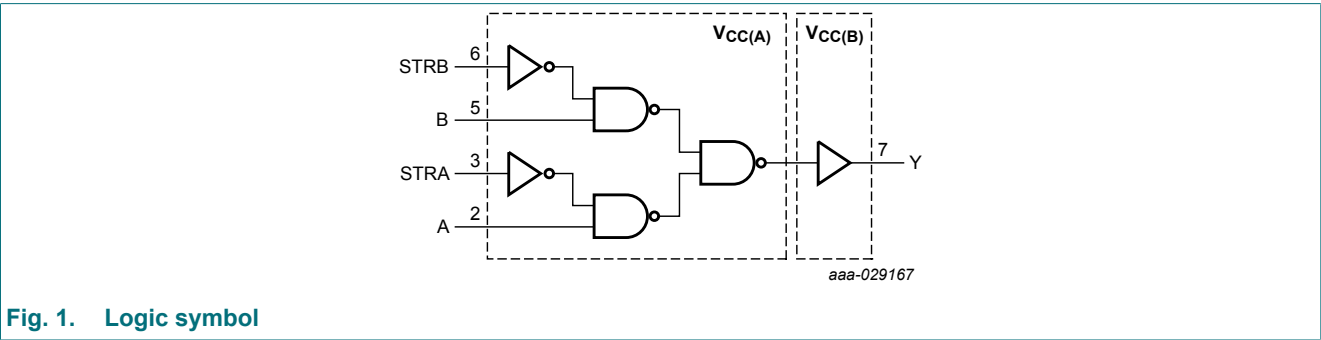 VCC(A)
VCC(B)
6
STRB
5
B
3
STRA
7
Y
2
A
aaa-029167
Fig. 1. Logic symbol